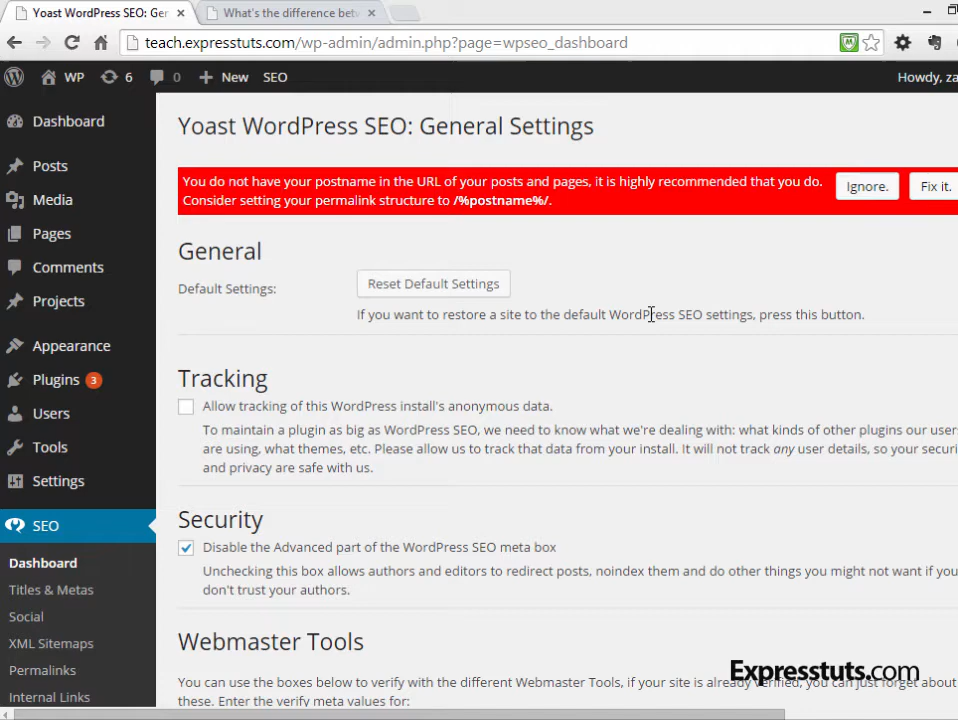 Yoast WordPress SEO: Ger
What's the difference betw
teach.expresstuts.com/wp-admin/admin.php?page=wpseo_dashboard
WP 6 0 New SEO Howdy, za
Dashboard
Posts
Media
Pages
Comments
Projects
Appearance
Plugins 3
Users
Tools
Settings
SEO
Dashboard
Titles & Metas
Social
XML Sitemaps
Permalinks
Internal Links
Yoast WordPress SEO: General Settings
You do not have your postname in the URL of your posts and pages, it is highly recommended that you do.
Consider setting your permalink structure to /%postname%/.
Ignore. Fix it.
General
Default Settings: Reset Default Settings
If you want to restore a site to the default WordPress SEO settings, press this button.
Tracking
Allow tracking of this WordPress install's anonymous data.
To maintain a plugin as big as WordPress SEO, we need to know what we're dealing with: what kinds of other plugins our users
are using, what themes, etc. Please allow us to track that data from your install. It will not track any user details, so your securi
and privacy are safe with us.
Security
Disable the Advanced part of the WordPress SEO meta box
Unchecking this box allows authors and editors to redirect posts, noindex them and do other things you might not want if you
don't trust your authors.
Webmaster Tools
You can use the boxes below to verify with the different Webmaster Tools, if your site is already verified, you can just forget about
these. Enter the verify meta values for:
Expresstuts.com